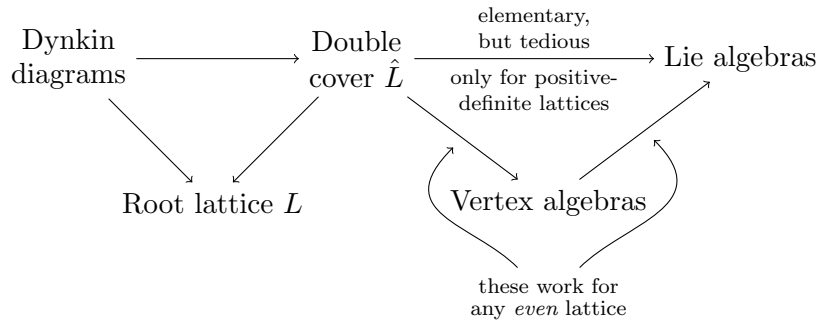 Dynkin
diagrams
Double
cover L̂
elementary,
but tedious
only for positive-
definite lattices
Lie algebras
Root lattice L
Vertex algebras
these work for
any even lattice